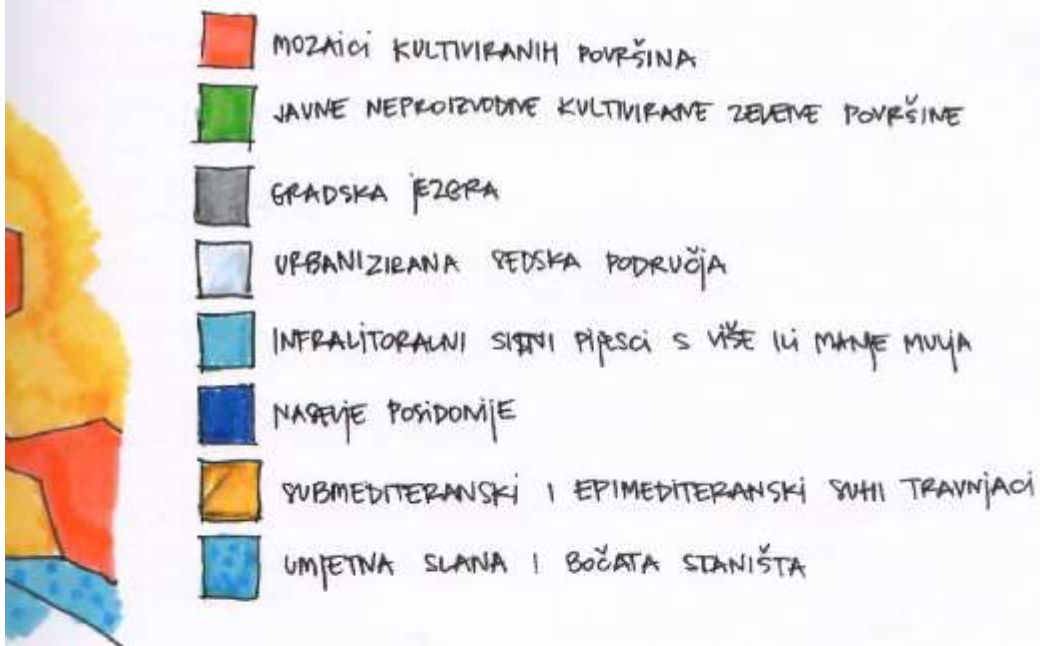 MOZAICI KULTIVIRANIH POVRŠINA
JAVNE NEPROIZVODNE KULTIVIRANE ZELENE POVRŠINE
GRADSKA JEZERA
URBANIZIRANA SEOSKA PODRUČJA
INFRALITORALNI SITNI PIJESCI S VIŠE ILI MANJE MULJA
NASELJE POSIDONIJE
SUBMEDITERANSKI I EPIMEDITERANSKI SUHI TRAVNJACI
UMJETNA SLANA I BOČATA STANIŠTA